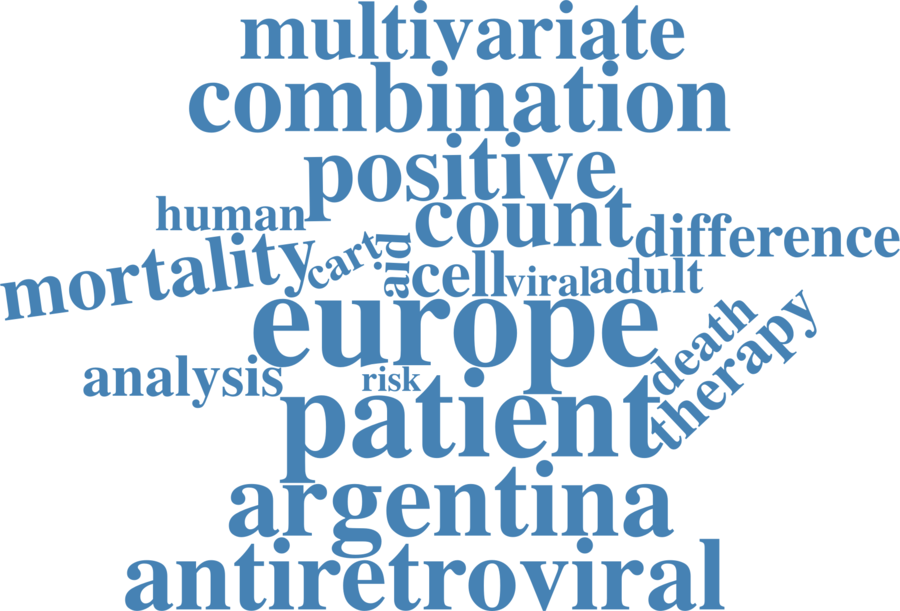 multivariate
combination
positive
human
count
difference
mortality
cart
aid
cell
viral
adult
europe
death
therapy
analysis
risk
patient
argentina
antiretroviral